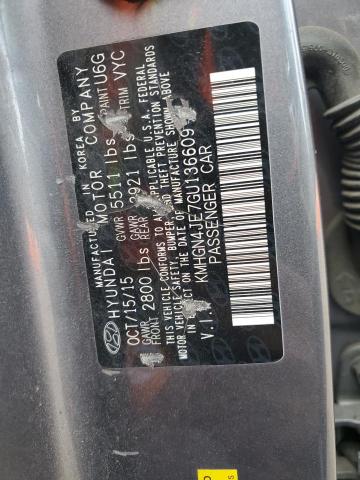 MANUFACTURED IN KOREA BY
HYUNDAI MOTOR COMPANY
OCT/15/15 GVWR 5511 lbs PAINT U6G
GAWR FRONT 2800 lbs GAWR REAR 2921 lbs TRIM VYC
THIS VEHICLE CONFORMS TO ALL APPLICABLE U.S.A. FEDERAL
MOTOR VEHICLE SAFETY, BUMPER, AND THEFT PREVENTION STANDARDS
IN EFFECT ON THE DATE OF MANUFACTURE SHOWN ABOVE
V.I. KMHGN4JE7GU136609
PASSENGER CAR